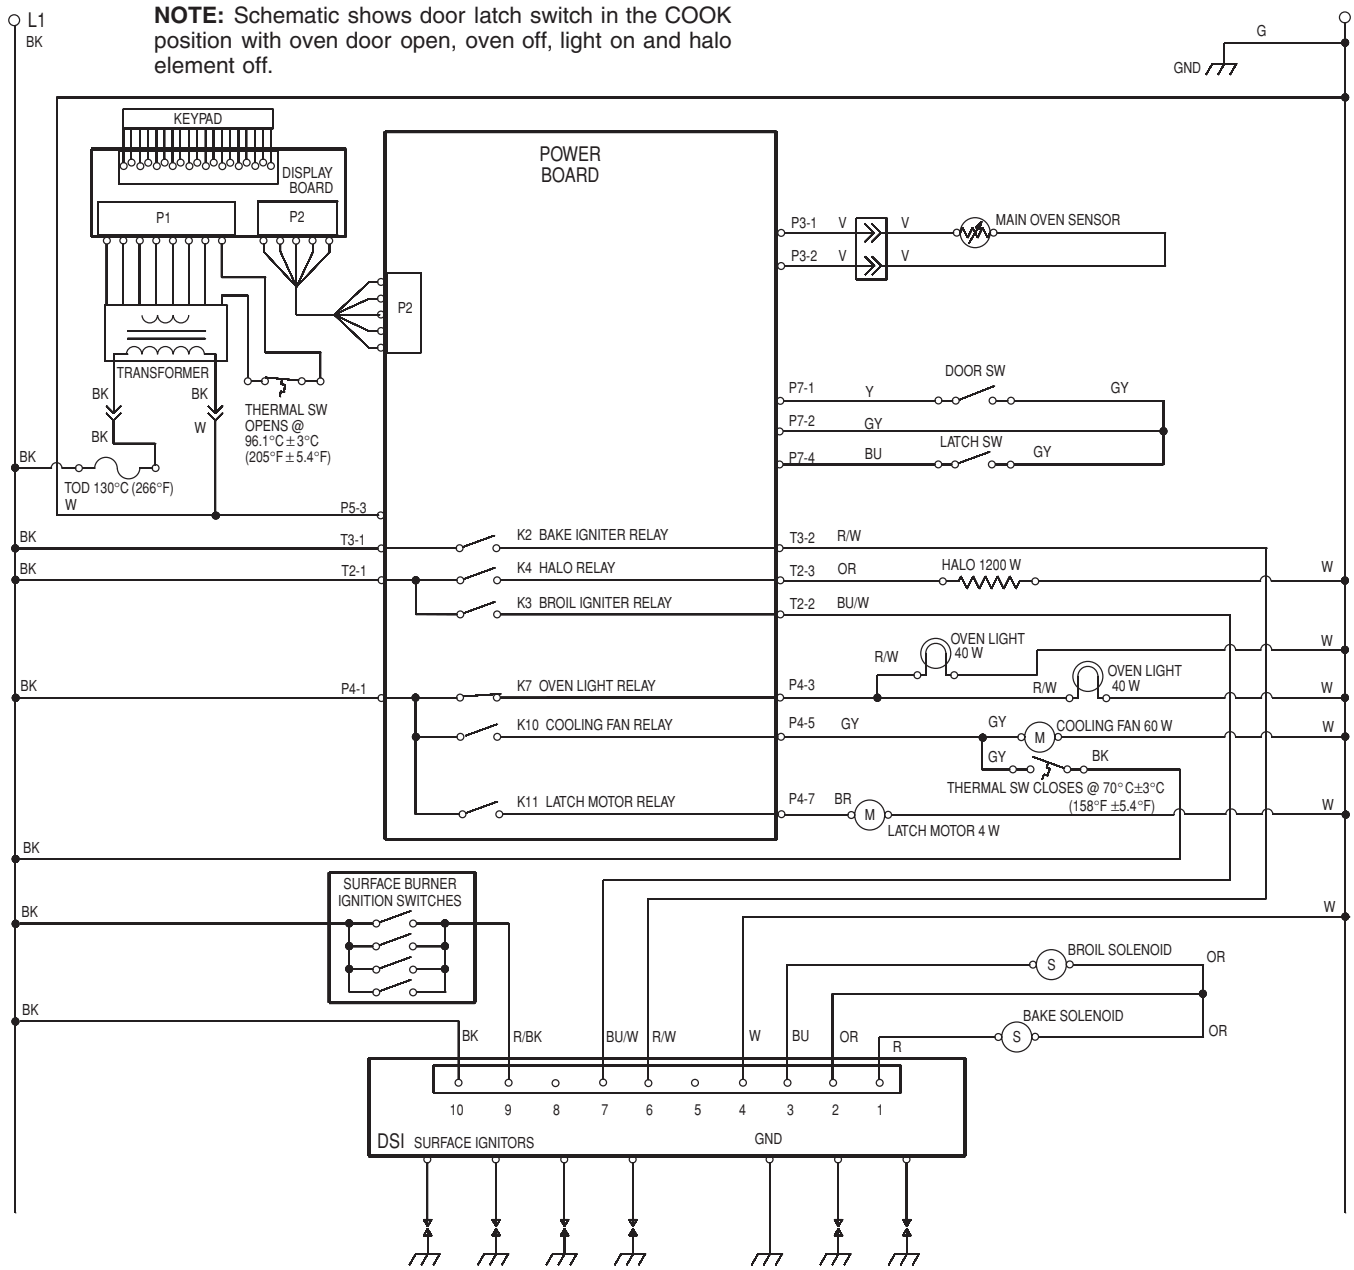 L1
BK
NOTE: Schematic shows door latch switch in the COOK
position with oven door open, oven off, light on and halo
element off.
G
GND
KEYPAD
DISPLAY
BOARD
P1
P2
POWER
BOARD
P3-1 V V MAIN OVEN SENSOR
P3-2 V V
P2
TRANSFORMER
BK BK
BK W
THERMAL SW
OPENS @
96.1°C ± 3°C
(205°F ± 5.4°F)
DOOR SW
P7-1 Y GY
P7-2 GY
LATCH SW
P7-4 BU GY
BK
TOD 130°C (266°F)
W
P5-3
BK T3-1 K2 BAKE IGNITER RELAY T3-2 R/W
BK T2-1 K4 HALO RELAY T2-3 OR HALO 1200 W W
K3 BROIL IGNITER RELAY T2-2 BU/W
OVEN LIGHT
40 W
R/W W
OVEN LIGHT
40 W
BK P4-1 K7 OVEN LIGHT RELAY P4-3 R/W W
K10 COOLING FAN RELAY P4-5 GY GY M COOLING FAN 60 W W
GY BK
THERMAL SW CLOSES @ 70°C±3°C
(158°F ±5.4°F)
K11 LATCH MOTOR RELAY P4-7 BR M W
LATCH MOTOR 4 W
BK
SURFACE BURNER
IGNITION SWITCHES
BK W
BROIL SOLENOID
S OR
BK
BAKE SOLENOID
S OR
BK R/BK BU/W R/W W BU OR R
10 9 8 7 6 5 4 3 2 1
DSI SURFACE IGNITORS GND